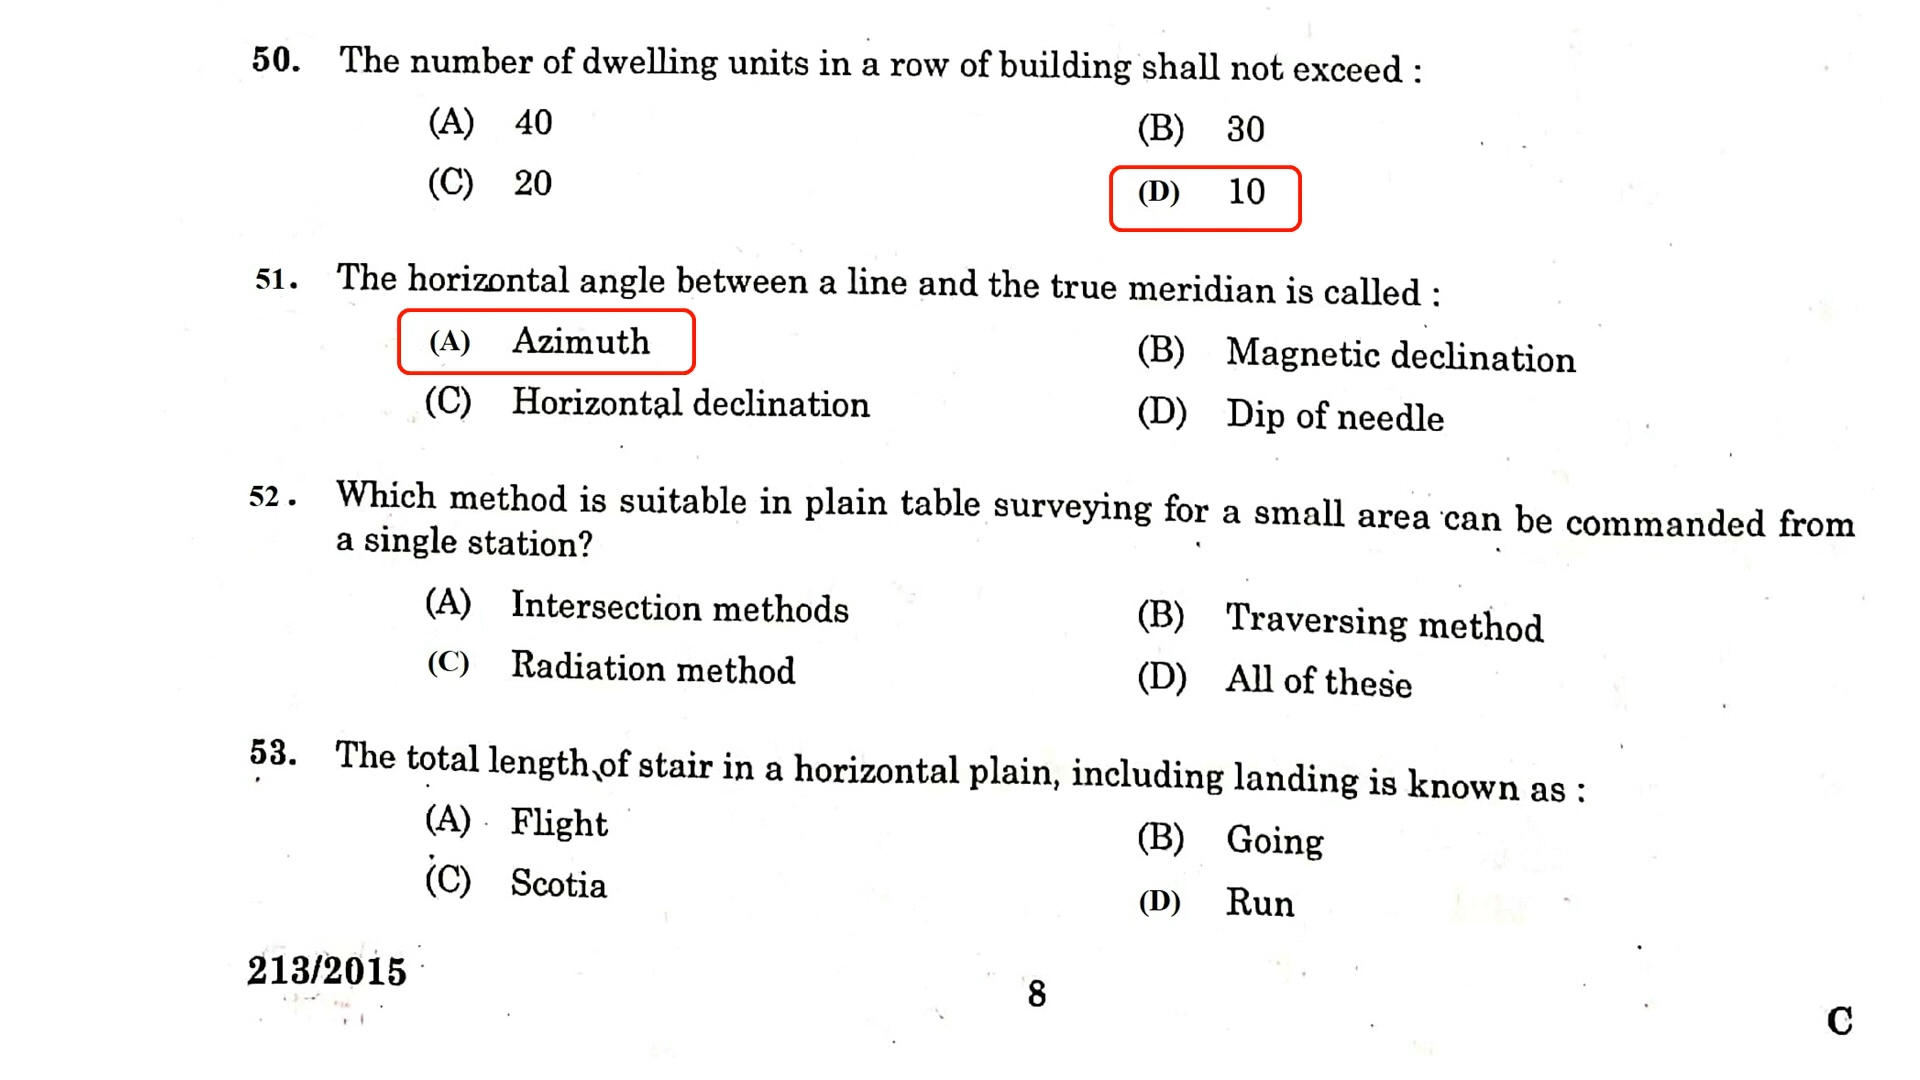 50. The number of dwelling units in a row of building shall not exceed :
(A) 40 (B) 30
(C) 20 (D) 10
51. The horizontal angle between a line and the true meridian is called :
(A) Azimuth (B) Magnetic declination
(C) Horizontal declination (D) Dip of needle
52. Which method is suitable in plain table surveying for a small area can be commanded from
a single station?
(A) Intersection methods (B) Traversing method
(C) Radiation method (D) All of these
53. The total length of stair in a horizontal plain, including landing is known as :
(A) Flight (B) Going
(C) Scotia (D) Run
213/2015
8
C